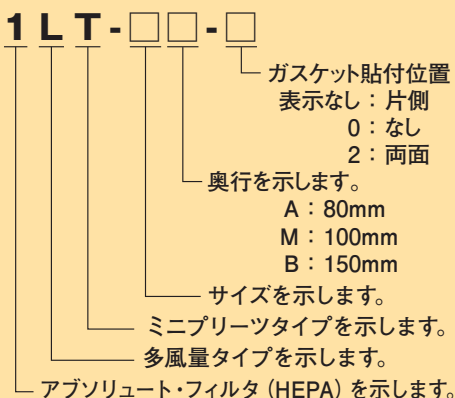 1LT-□□-□
ガスケット貼付位置
表示なし：片側
0：なし
2：両面
奥行を示します。
A：80mm
M：100mm
B：150mm
サイズを示します。
ミニプリーツタイプを示します。
多風量タイプを示します。
アブソリュート・フィルタ（HEPA）を示します。